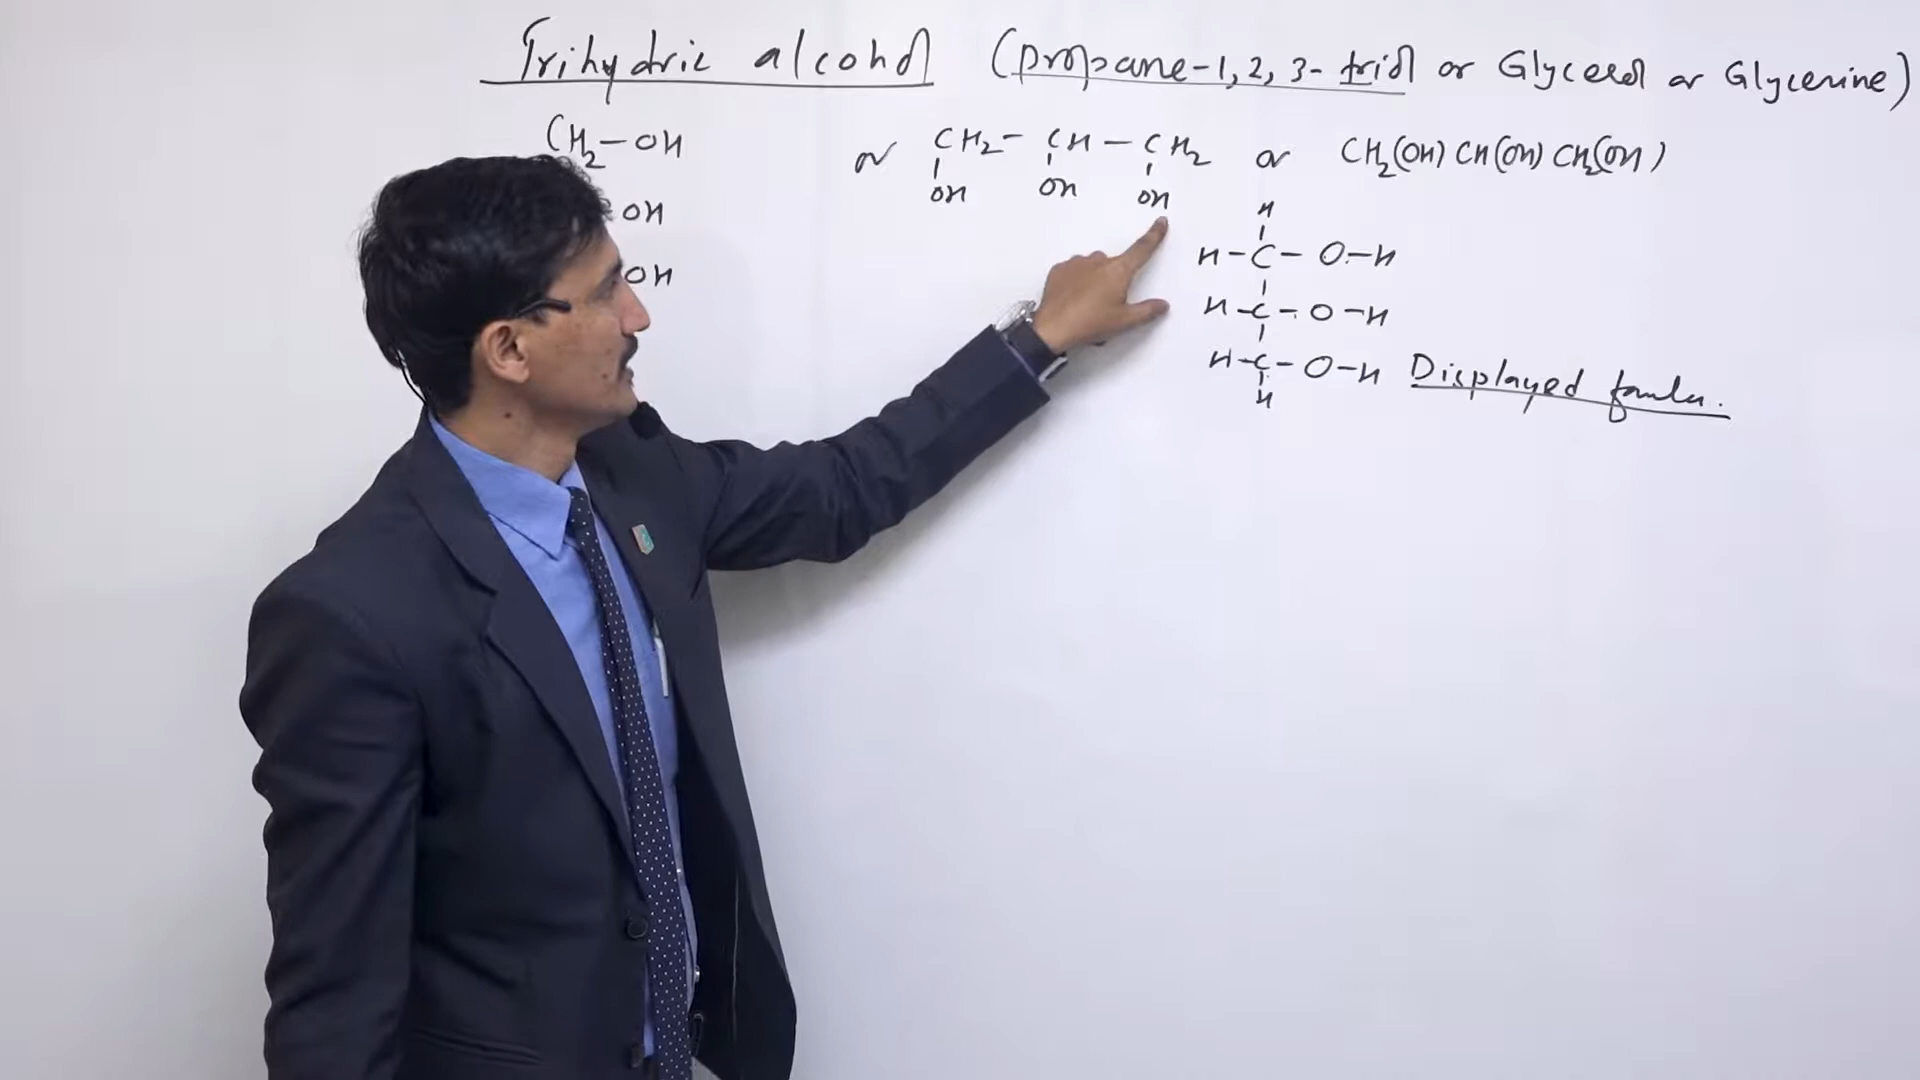 Trihydric alcohol (propane-1,2,3-triol or Glycerol or Glycerine)
CH₂-OH or CH₂-CH-CH₂ or CH₂(OH)CH(OH)CH₂(OH)
OH OH OH
OH
OH
H
H-C-O-H
H-C-O-H
H-C-O-H Displayed
H